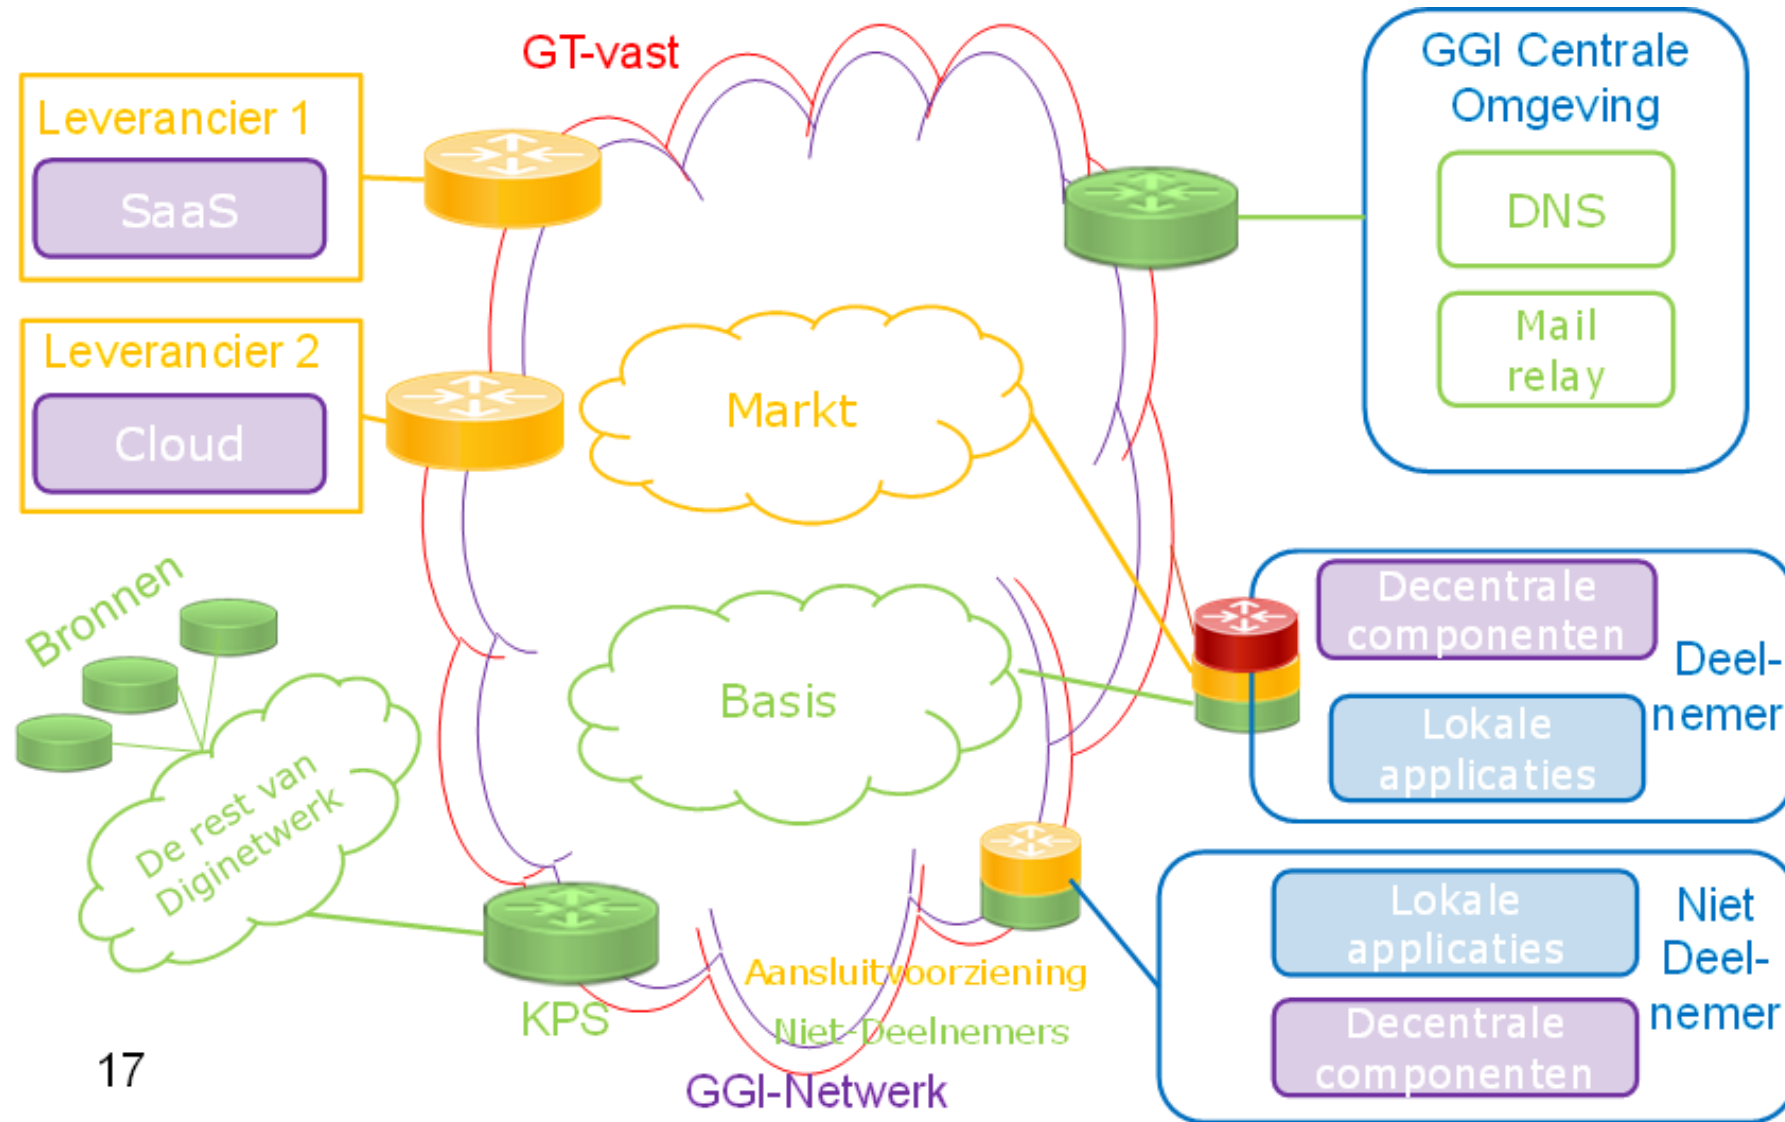 GT-vast
Leverancier 1
SaaS
Leverancier 2
Cloud
Bronnen
De rest van
Diginetwerk
KPS
Markt
Basis
Aansluitvoorziening
Niet-Deelnemers
GGI-Netwerk
GGI Centrale
Omgeving
DNS
Mail
relay
Decentrale
componenten
Lokale
applicaties
Deel-
nemer
Lokale
applicaties
Decentrale
componenten
Niet
Deel-
nemer
17